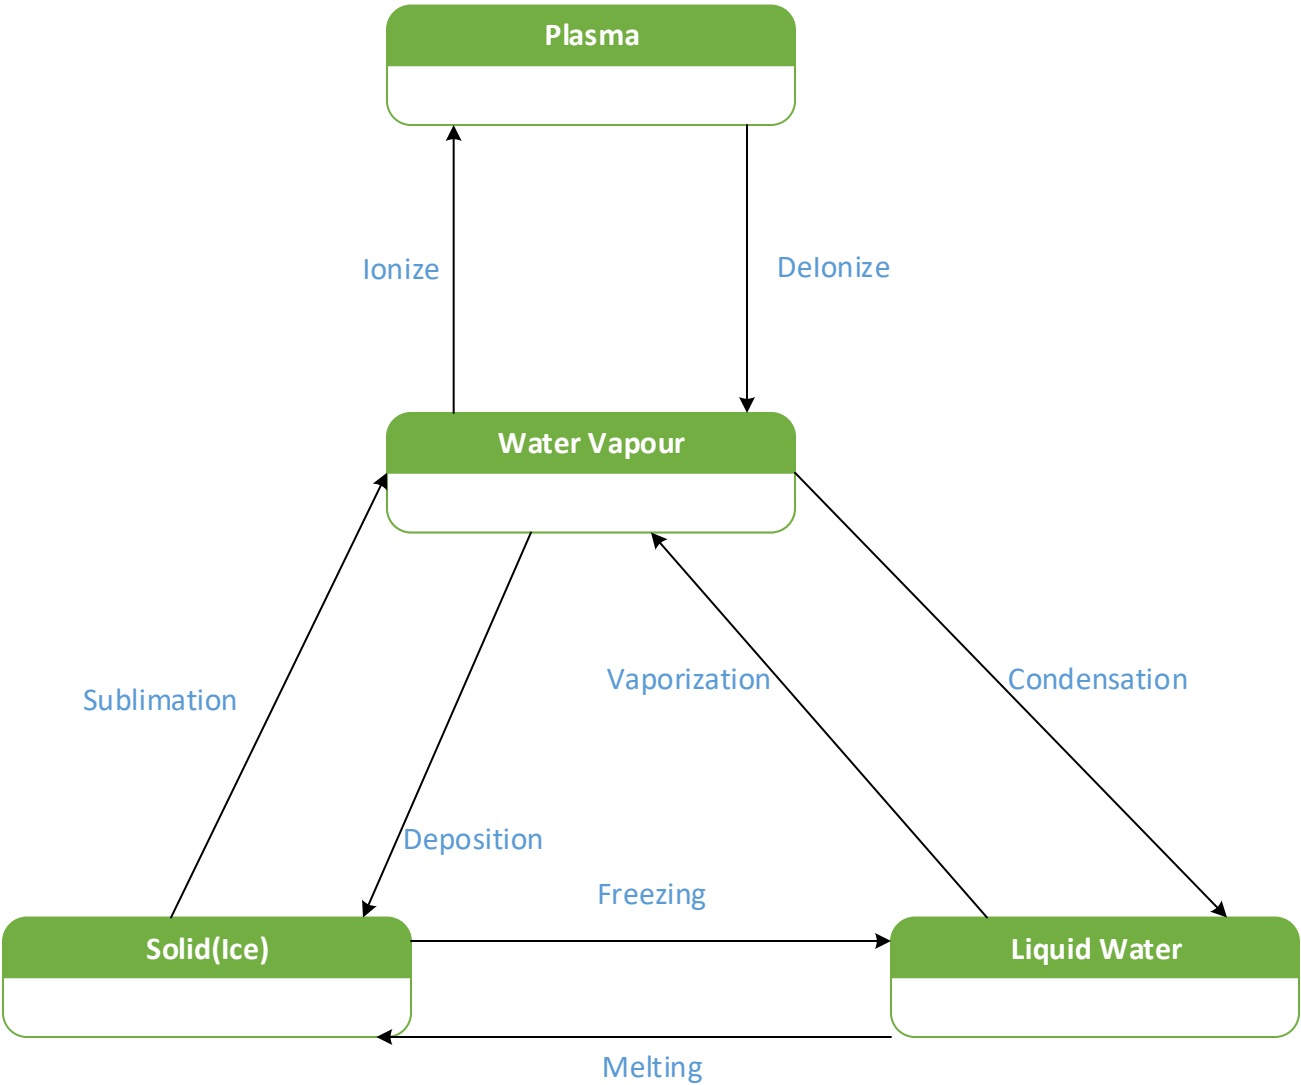 Plasma
Ionize
DeIonize
Water Vapour
Sublimation
Vaporization
Condensation
Deposition
Freezing
Solid(Ice)
Liquid Water
Melting